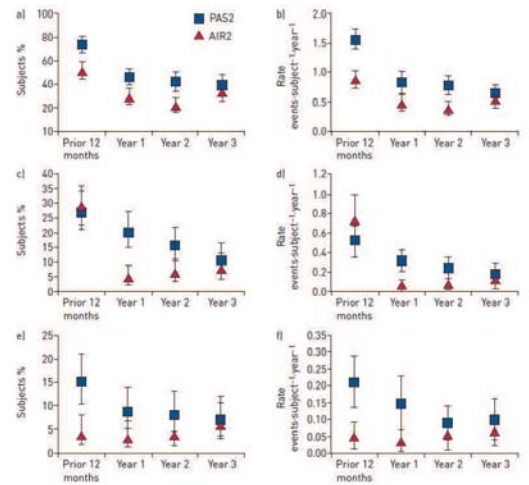 a)
100
80
60
40
20
10
Subjects %
PAS2
AIR2
Prior 12 months
Year 1
Year 2
Year 3
b)
2.0
1.5
1.0
0.5
0.0
Rate
events·subject⁻¹·year⁻¹
Prior 12 months
Year 1
Year 2
Year 3
c)
40
35
30
25
20
15
10
5
0
Subjects %
Prior 12 months
Year 1
Year 2
Year 3
d)
1.2
1.0
0.8
0.6
0.4
0.2
0.0
Rate
events·subject⁻¹·year⁻¹
Prior 12 months
Year 1
Year 2
Year 3
e)
25
20
15
10
5
0
Subjects %
Prior 12 months
Year 1
Year 2
Year 3
f)
0.35
0.30
0.25
0.20
0.15
0.10
0.05
0.00
Rate
events·subject⁻¹·year⁻¹
Prior 12 months
Year 1
Year 2
Year 3